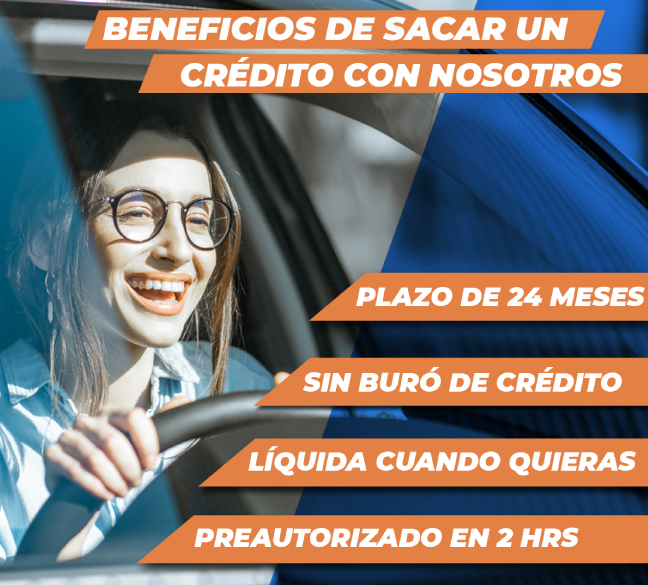 BENEFICIOS DE SACAR UN
CRÉDITO CON NOSOTROS
PLAZO DE 24 MESES
SIN BURÓ DE CRÉDITO
LÍQUIDA CUANDO QUIERAS
PREAUTORIZADO EN 2 HRS